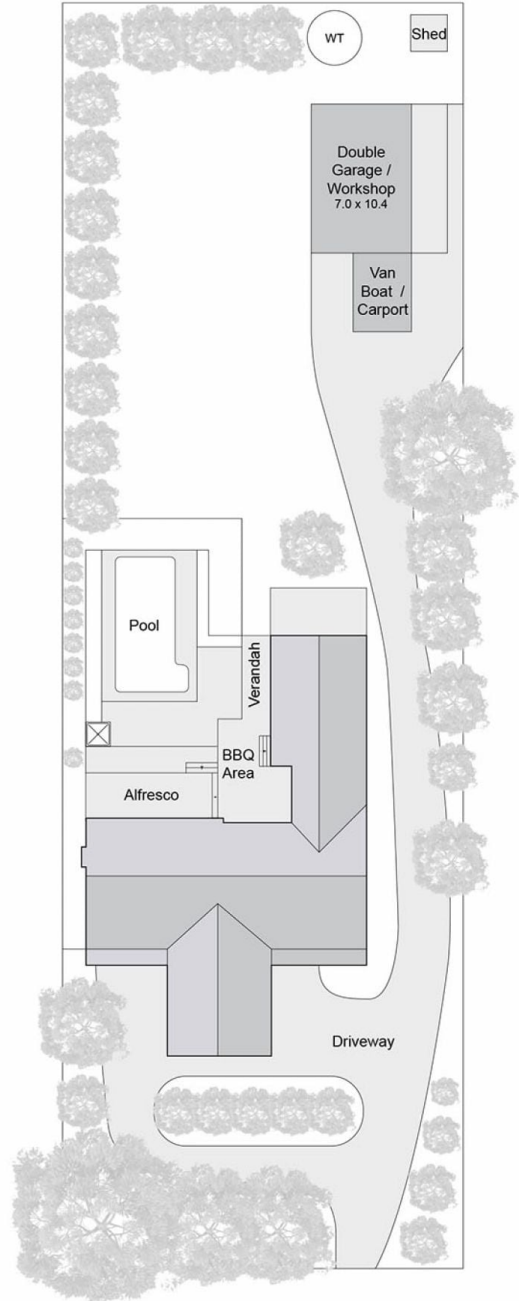 WT
Shed
Double
Garage /
Workshop
7.0 x 10.4
Van
Boat /
Carport
Pool
Verandah
BBQ
Area
Alfresco
Driveway